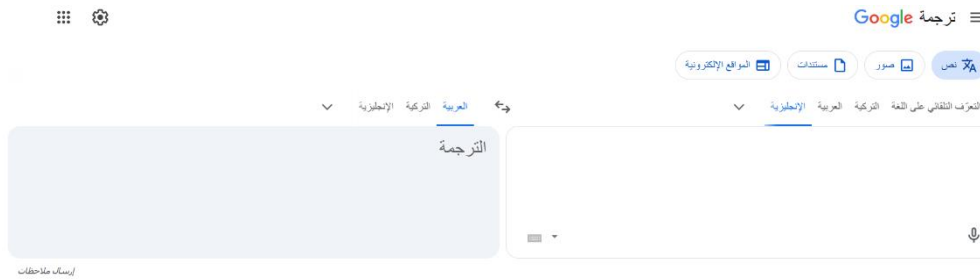 ترجمة Google
نص صور مستندات المواقع الإلكترونية
التعرّف التلقائي على اللغة التركية العربية الإنجليزية
العربية التركية الإنجليزية
الترجمة
إرسال ملاحظات